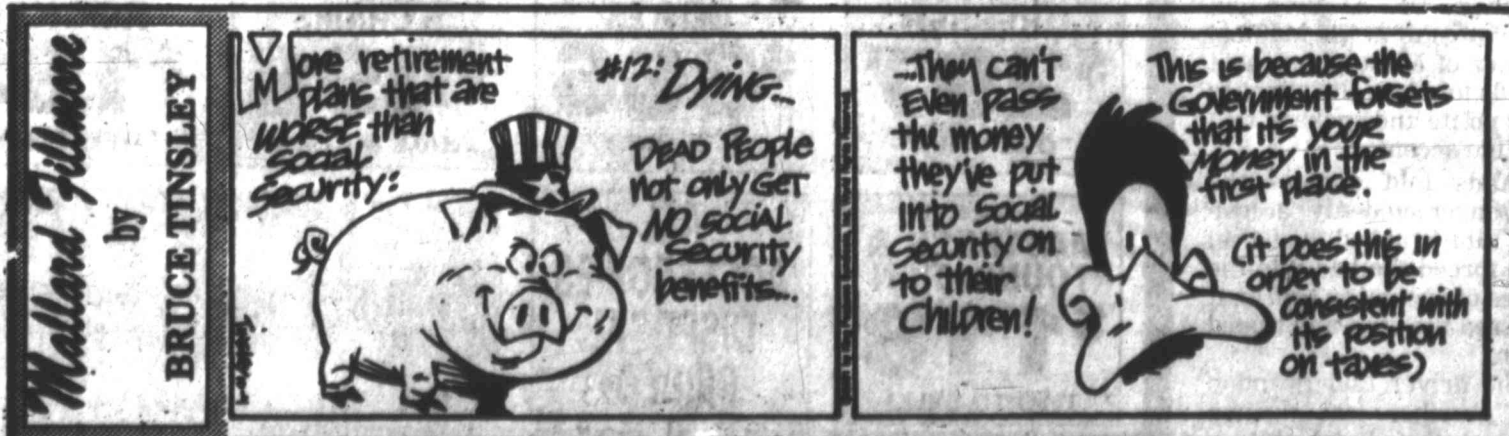 Mallard Fillmore
by
BRUCE TINSLEY
More retirement
plans that are
WORSE than
Social
Security:
#12: Dying...
DEAD People
not only Get
NO Social
Security
benefits...
...They can't
Even pass
the money
they've put
into Social
Security on
to their
Children!
This is because the
Government forgets
that it's your
Money in the
first place.
(it Does this in
order to be
consistent with
its position
on taxes)